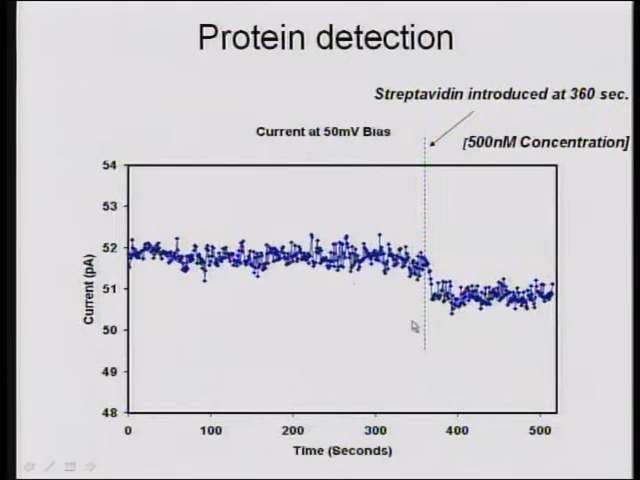 Protein detection
Streptavidin introduced at 360 sec.
Current at 50mV Bias
[500nM Concentration]
54
53
52
51
50
49
48
Current (pA)
0 100 200 300 400 500
Time (Seconds)